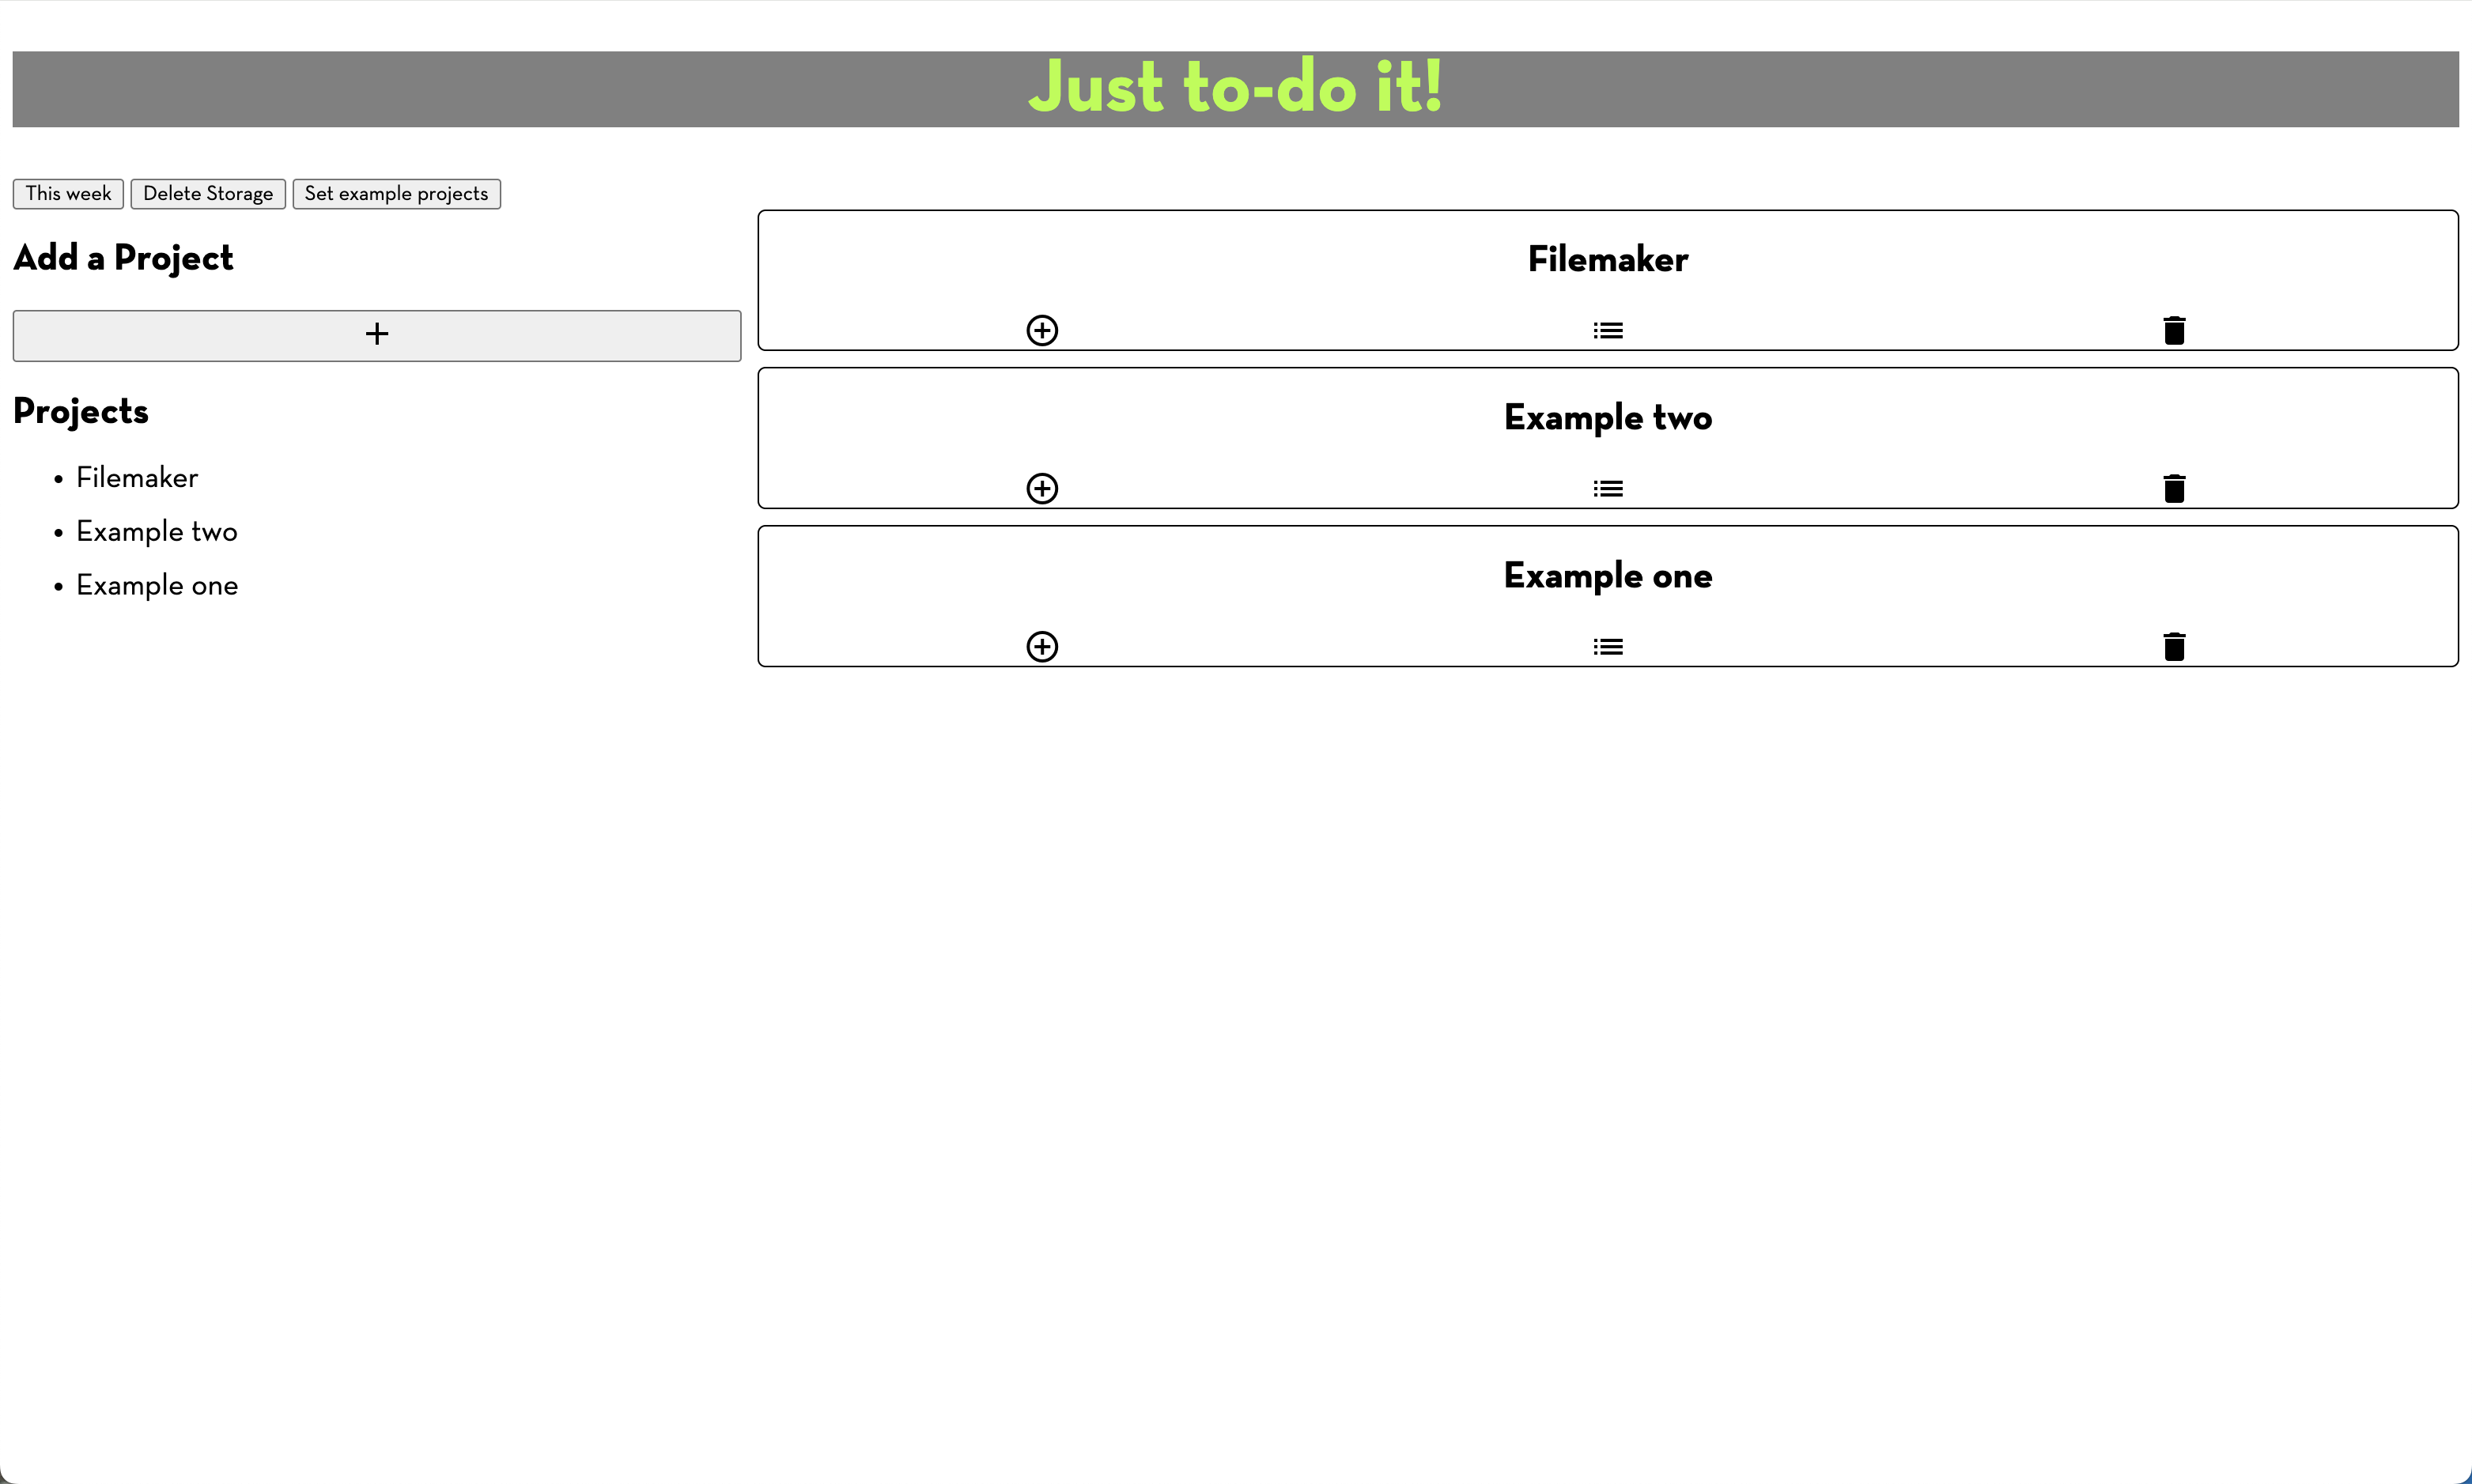 Just to-do it!
This week Delete Storage Set example projects
Add a Project
+
Projects
• Filemaker
• Example two
• Example one
Filemaker
Example two
Example one